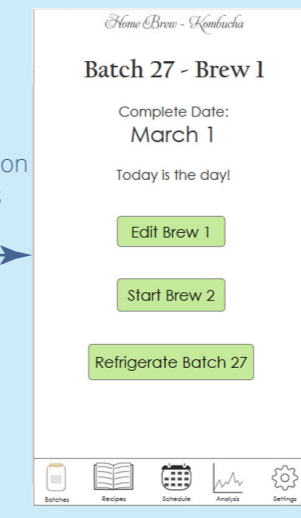 Home Brew - Kombucha
Batch 27 - Brew 1
Complete Date:
March 1
on
Today is the day!
Edit Brew 1
Start Brew 2
Refrigerate Batch 27
Batches Recipes Schedule Analysis Settings